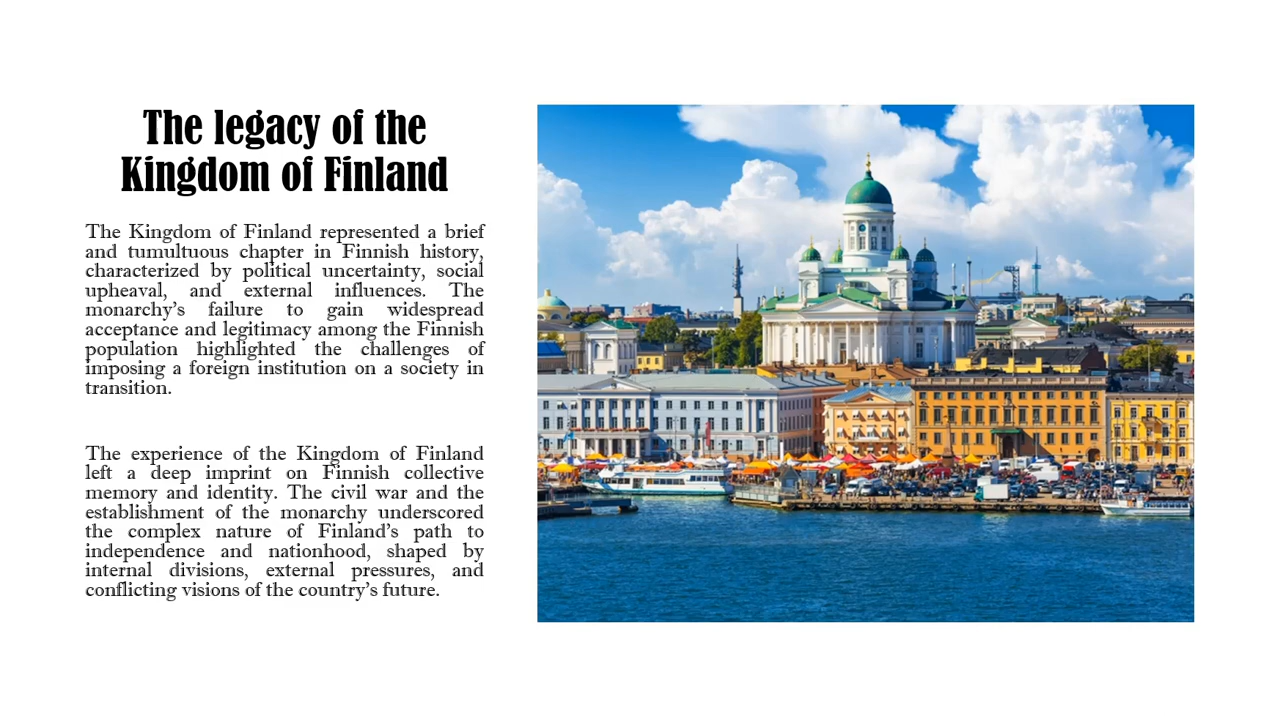 The legacy of the
Kingdom of Finland
The Kingdom of Finland represented a brief
and tumultuous chapter in Finnish history,
characterized by political uncertainty, social
upheaval, and external influences. The
monarchy’s failure to gain widespread
acceptance and legitimacy among the Finnish
population highlighted the challenges of
imposing a foreign institution on a society in
transition.
The experience of the Kingdom of Finland
left a deep imprint on Finnish collective
memory and identity. The civil war and the
establishment of the monarchy underscored
the complex nature of Finland’s path to
independence and nationhood, shaped by
internal divisions, external pressures, and
conflicting visions of the country’s future.